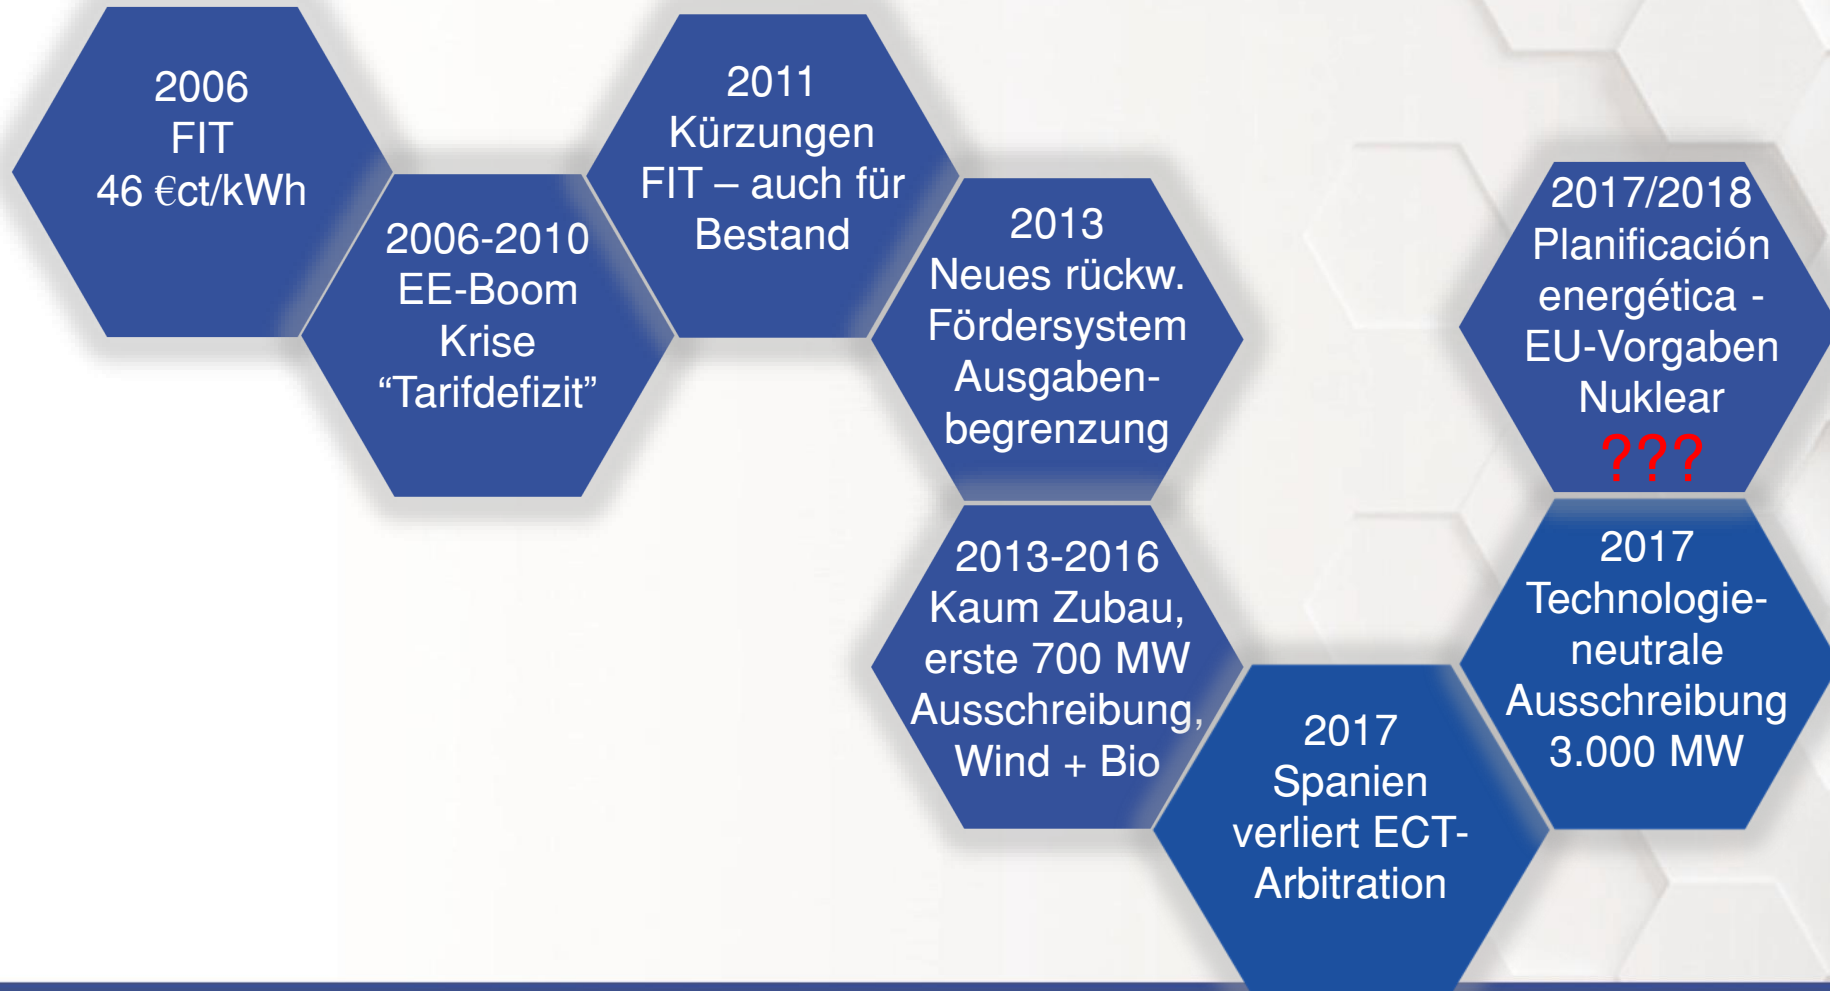 2006
FIT
46 €ct/kWh
2006-2010
EE-Boom
Krise
“Tarifdefizit”
2011
Kürzungen
FIT – auch für
Bestand
2013
Neues rückw.
Fördersystem
Ausgaben-
begrenzung
2013-2016
Kaum Zubau,
erste 700 MW
Ausschreibung,
Wind + Bio
2017
Spanien
verliert ECT-
Arbitration
2017
Technologie-
neutrale
Ausschreibung
3.000 MW
2017/2018
Planificación
energética -
EU-Vorgaben
Nuklear
???